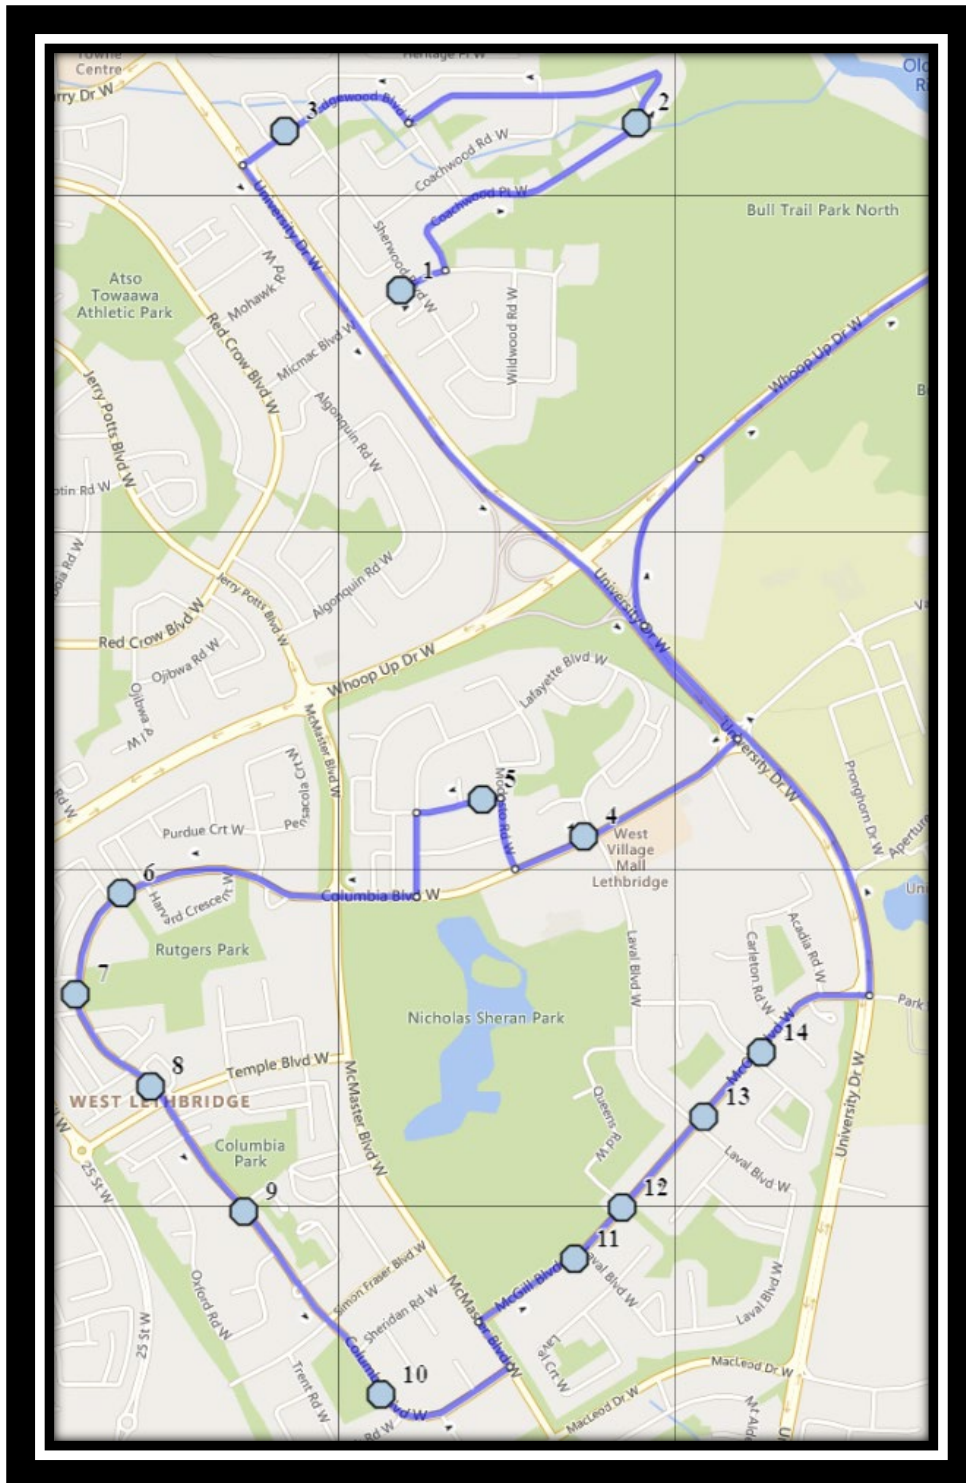 Towne
Centre
Heritage Pl W
Old
rry Dr W
3
2
Coachwood Rd W
Coachwood Pt W
University Dr W
Bull Trail Park North
Sherwood Blvd W
1
Atso
Towaawa
Athletic Park
Mohawk Rd W
Wildwood Rd W
Red Crow Blvd W
Micmac Blvd W
Whoop Up Dr W
Jerry Potts Blvd W
Algonquin Rd W
Algonquin Rd W
University Dr W
Jerry Potts Blvd W
Red Crow Blvd W
Ojibwa Rd W
Whoop Up Dr W
Lafayette Blvd W
McMaster Blvd W
University Dr W
Pensacola Crt W
5
Pronghorn Dr W
Rd W
Purdue Crt W
4
West
Village
Mall
Lethbridge
Aperture
6
Columbia Blvd W
Rutgers Park
Laval Blvd W
Carleton Rd W
Acadia Rd W
7
Nicholas Sheran Park
Park
14
8
Temple Blvd W
McMaster Blvd W
WEST LETHBRIDGE
13
Queens Rd W
University Dr W
Columbia
Park
25 St W
Laval Blvd W
9
12
11
Simon Fraser Blvd W
Laval Blvd W
McGill Blvd
Oxford Rd W
Sheridan Rd W
McMaster Blvd W
Laval Blvd W
25 St W
10
Laval Crt W
MacLeod Dr W
Trent Rd W
MacLeod Dr W
Rd W